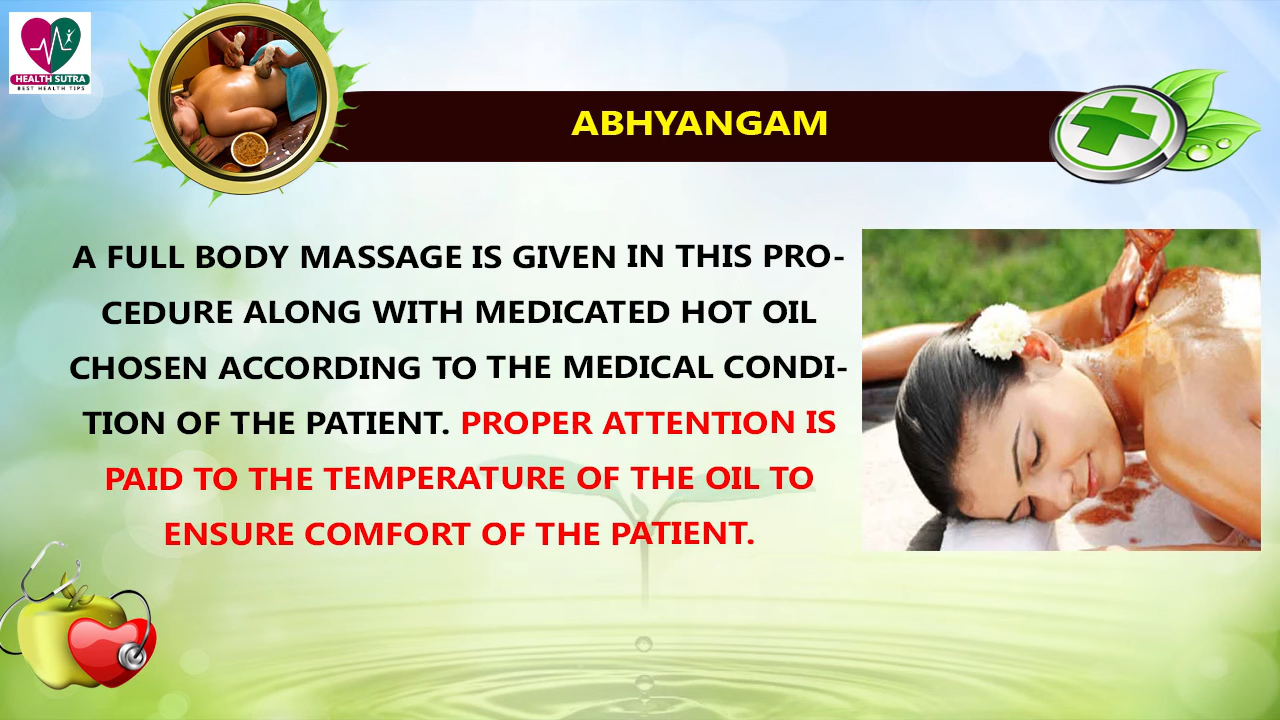 HEALTH SUTRA
BEST HEALTH TIPS
ABHYANGAM
A FULL BODY MASSAGE IS GIVEN IN THIS PRO-
CEDURE ALONG WITH MEDICATED HOT OIL
CHOSEN ACCORDING TO THE MEDICAL CONDI-
TION OF THE PATIENT. PROPER ATTENTION IS
PAID TO THE TEMPERATURE OF THE OIL TO
ENSURE COMFORT OF THE PATIENT.